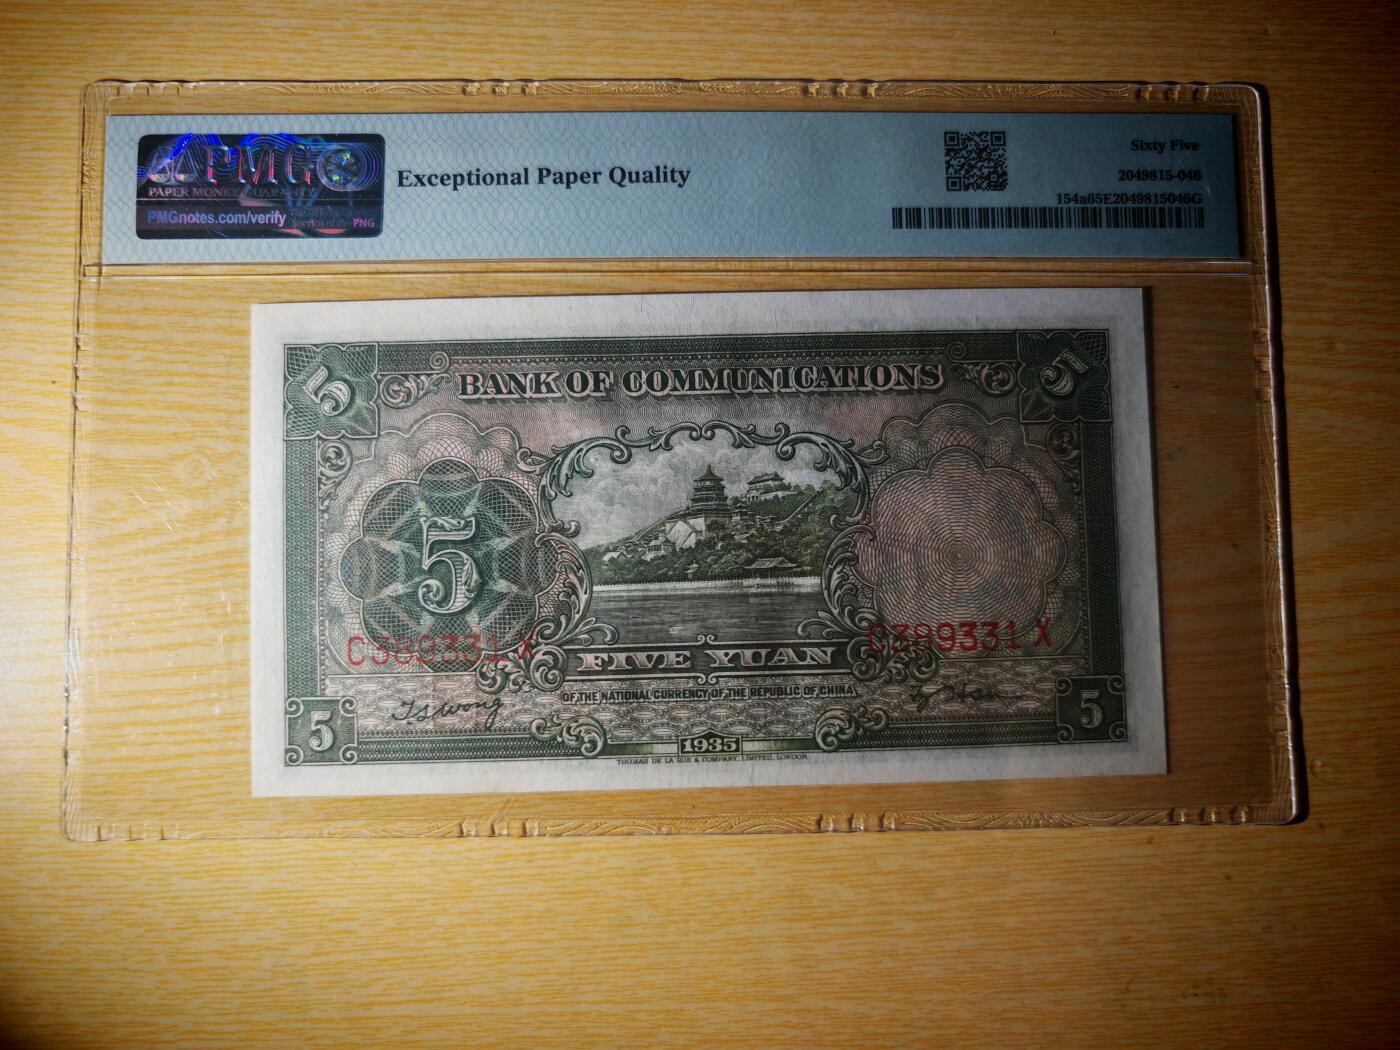 PMG
PAPER MONEY GUARANTY
PMGnotes.com/verify
PNG
Exceptional Paper Quality
Sixty Five
2049815-046
154a65E2049815046G
5
BANK OF COMMUNICATIONS
5
5
C389331 X
C389331 X
FIVE YUAN
OF THE NATIONAL CURRENCY OF THE REPUBLIC OF CHINA
5
TSWong
5
1935
THOMAS DE LA RUE & COMPANY, LIMITED, LONDON.